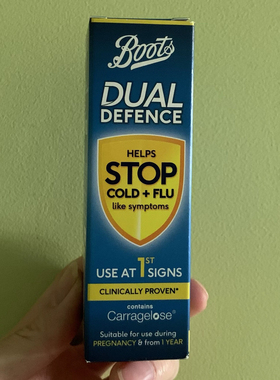 Boots
DUAL
DEFENCE
HELPS
STOP
COLD + FLU
like symptoms
USE AT 1ST SIGNS
CLINICALLY PROVEN*
contains
Carragelose®
Suitable for use during
PREGNANCY & from 1 YEAR